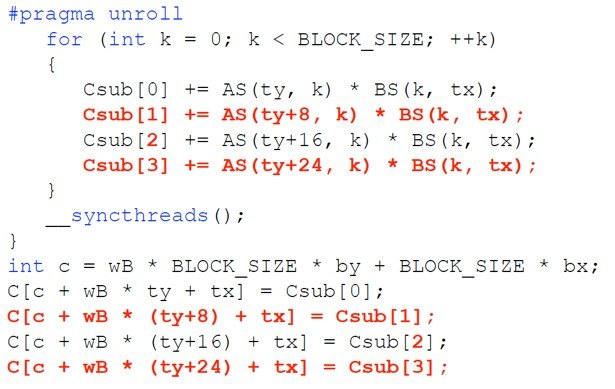 #pragma unroll
for (int k = 0; k < BLOCK_SIZE; ++k)
{
Csub[0] += AS(ty, k) * BS(k, tx);
Csub[1] += AS(ty+8, k) * BS(k, tx);
Csub[2] += AS(ty+16, k) * BS(k, tx);
Csub[3] += AS(ty+24, k) * BS(k, tx);
}
__syncthreads();
}
int c = wB * BLOCK_SIZE * by + BLOCK_SIZE * bx;
C[c + wB * ty + tx] = Csub[0];
C[c + wB * (ty+8) + tx] = Csub[1];
C[c + wB * (ty+16) + tx] = Csub[2];
C[c + wB * (ty+24) + tx] = Csub[3];